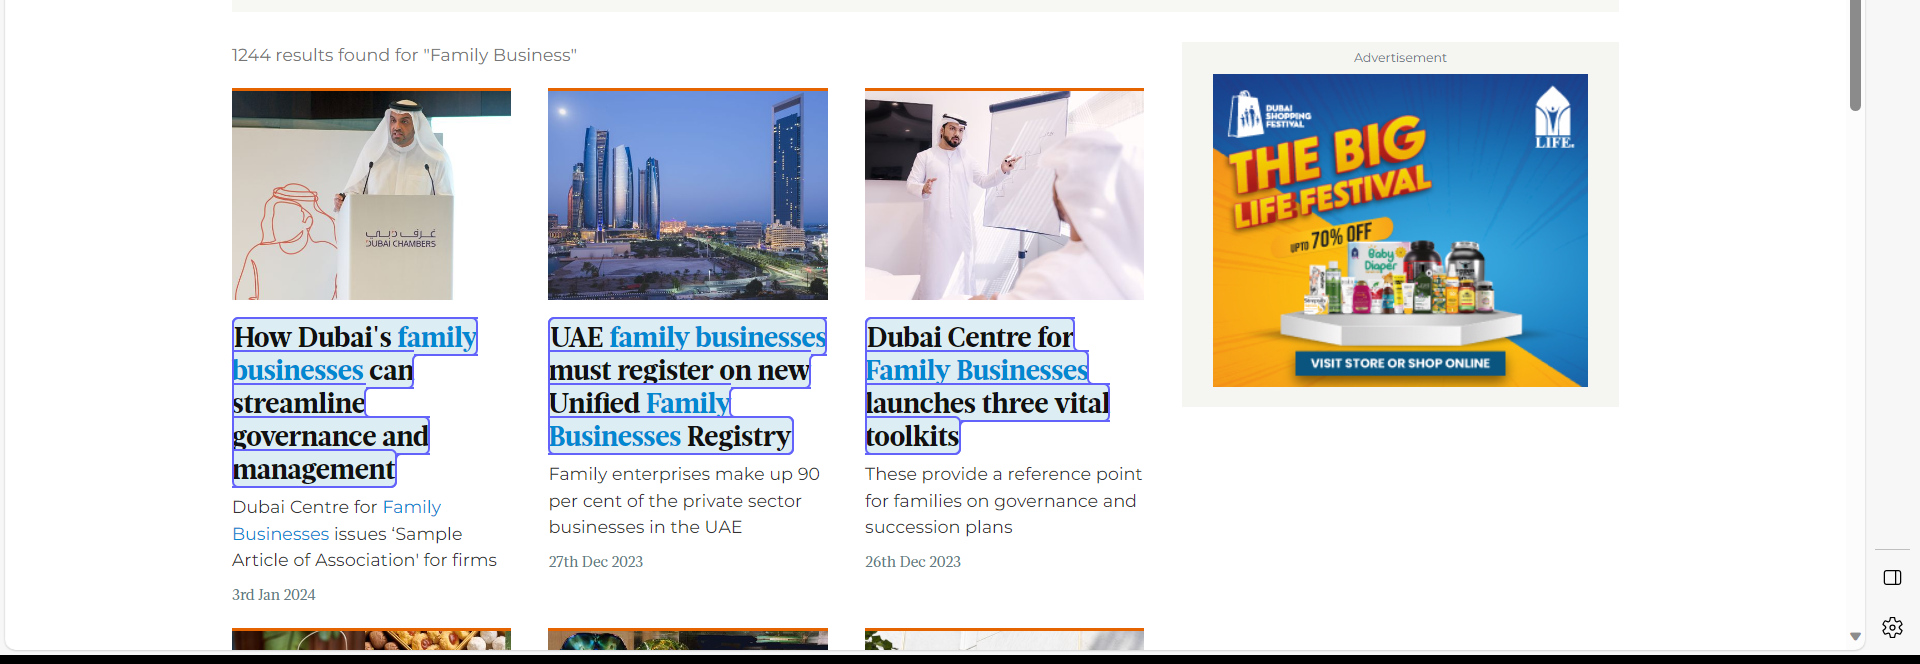 1244 results found for "Family Business"
غرف دبي
DUBAI CHAMBERS
How Dubai's family
businesses can
streamline
governance and
management
Dubai Centre for Family
Businesses issues ‘Sample
Article of Association' for firms
3rd Jan 2024
UAE family businesses
must register on new
Unified Family
Businesses Registry
Family enterprises make up 90
per cent of the private sector
businesses in the UAE
27th Dec 2023
Dubai Centre for
Family Businesses
launches three vital
toolkits
These provide a reference point
for families on governance and
succession plans
26th Dec 2023
Advertisement
DUBAI
SHOPPING
FESTIVAL
LIFE.
THE BIG
LIFE FESTIVAL
UPTO 70% OFF
Baby
Diaper
VISIT STORE OR SHOP ONLINE